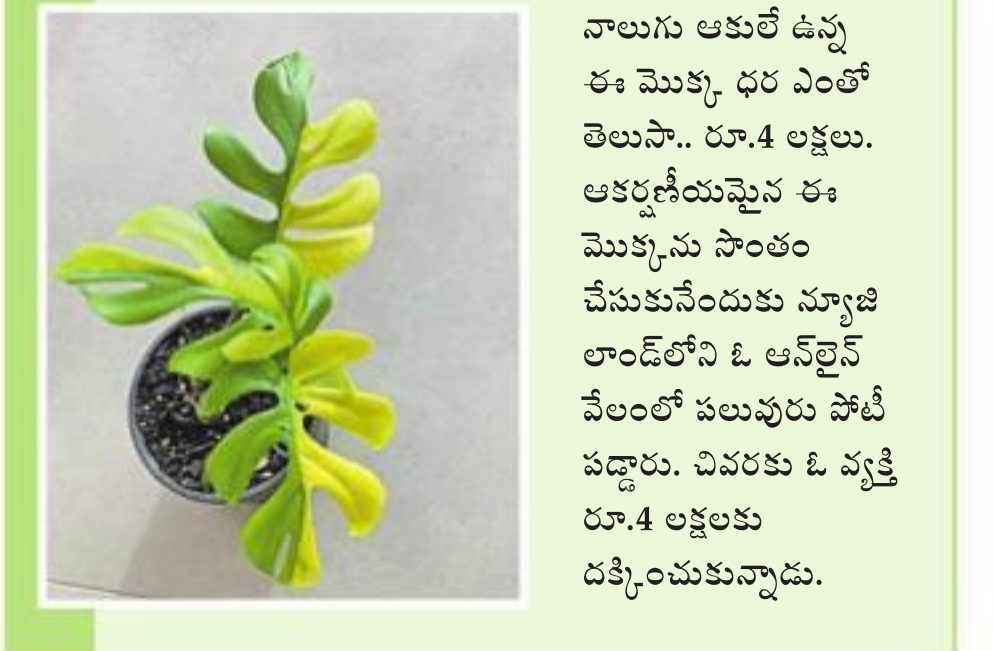 నాలుగు ఆకులే ఉన్న
ఈ మొక్క ధర ఎంతో
తెలుసా.. రూ.4 లక్షలు.
ఆకర్షణీయమైన ఈ
మొక్కను సొంతం
చేసుకునేందుకు న్యూజి
లాండ్‌లోని ఓ ఆన్‌లైన్
వేలంలో పలువురు పోటీ
పడ్డారు. చివరకు ఓ వ్యక్తి
రూ.4 లక్షలకు
దక్కించుకున్నాడు.